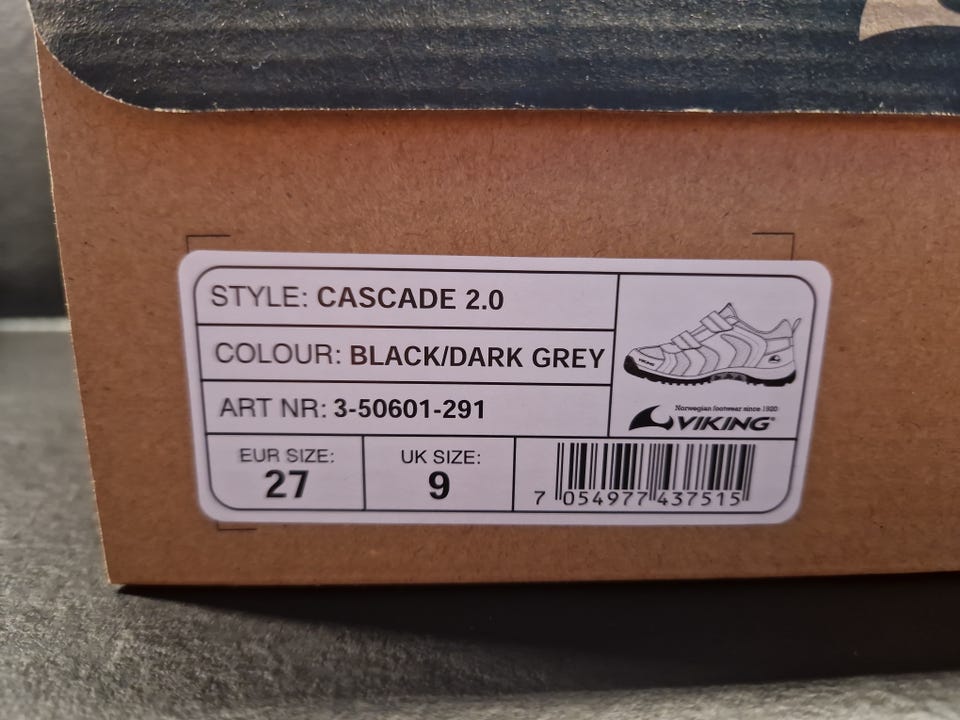 STYLE: CASCADE 2.0
COLOUR: BLACK/DARK GREY
ART NR: 3-50601-291
Norwegian footwear since 1920
VIKING®
EUR SIZE:
27
UK SIZE:
9
7 054977 437515